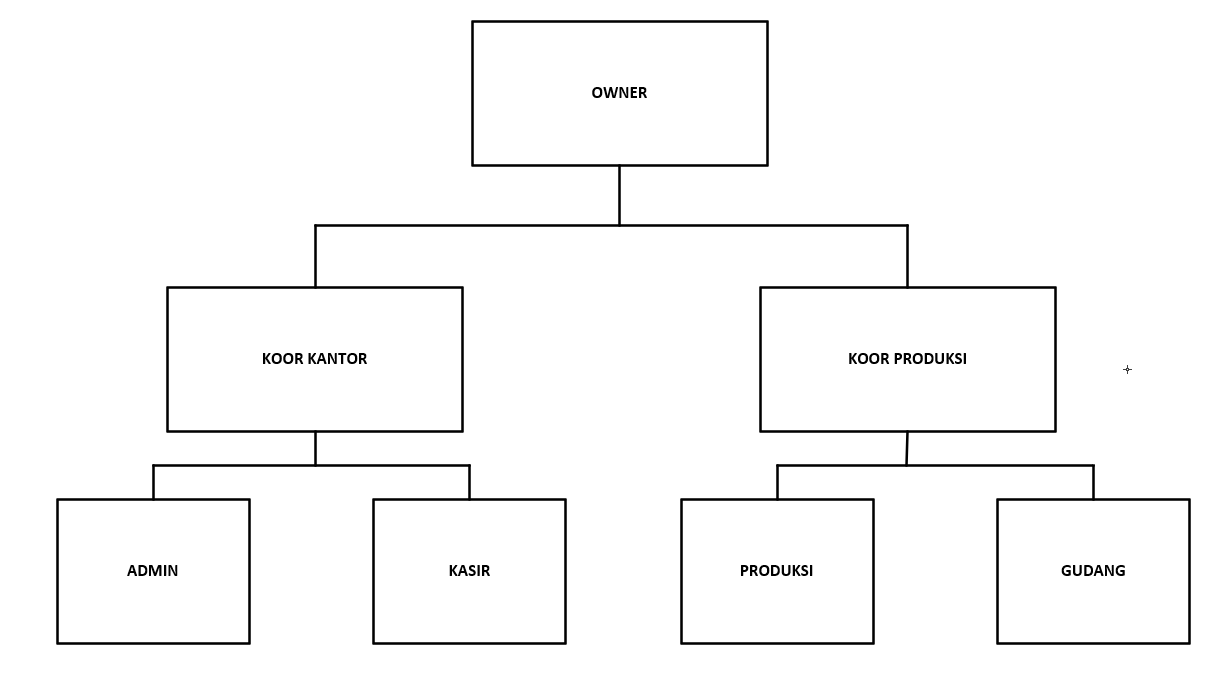 OWNER
KOOR KANTOR
KOOR PRODUKSI
ADMIN
KASIR
PRODUKSI
GUDANG